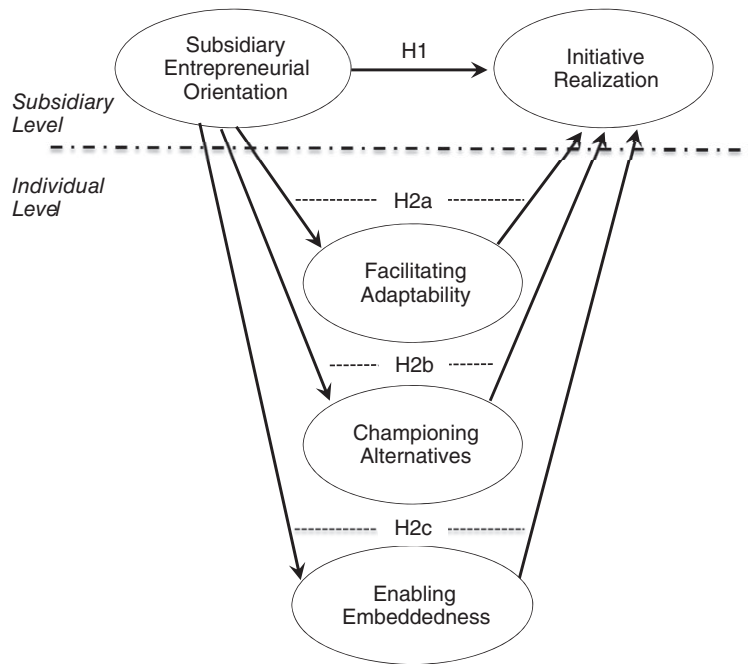 Subsidiary
Entrepreneurial
Orientation
H1
Initiative
Realization
Subsidiary
Level
Individual
Level
H2a
Facilitating
Adaptability
H2b
Championing
Alternatives
H2c
Enabling
Embeddedness